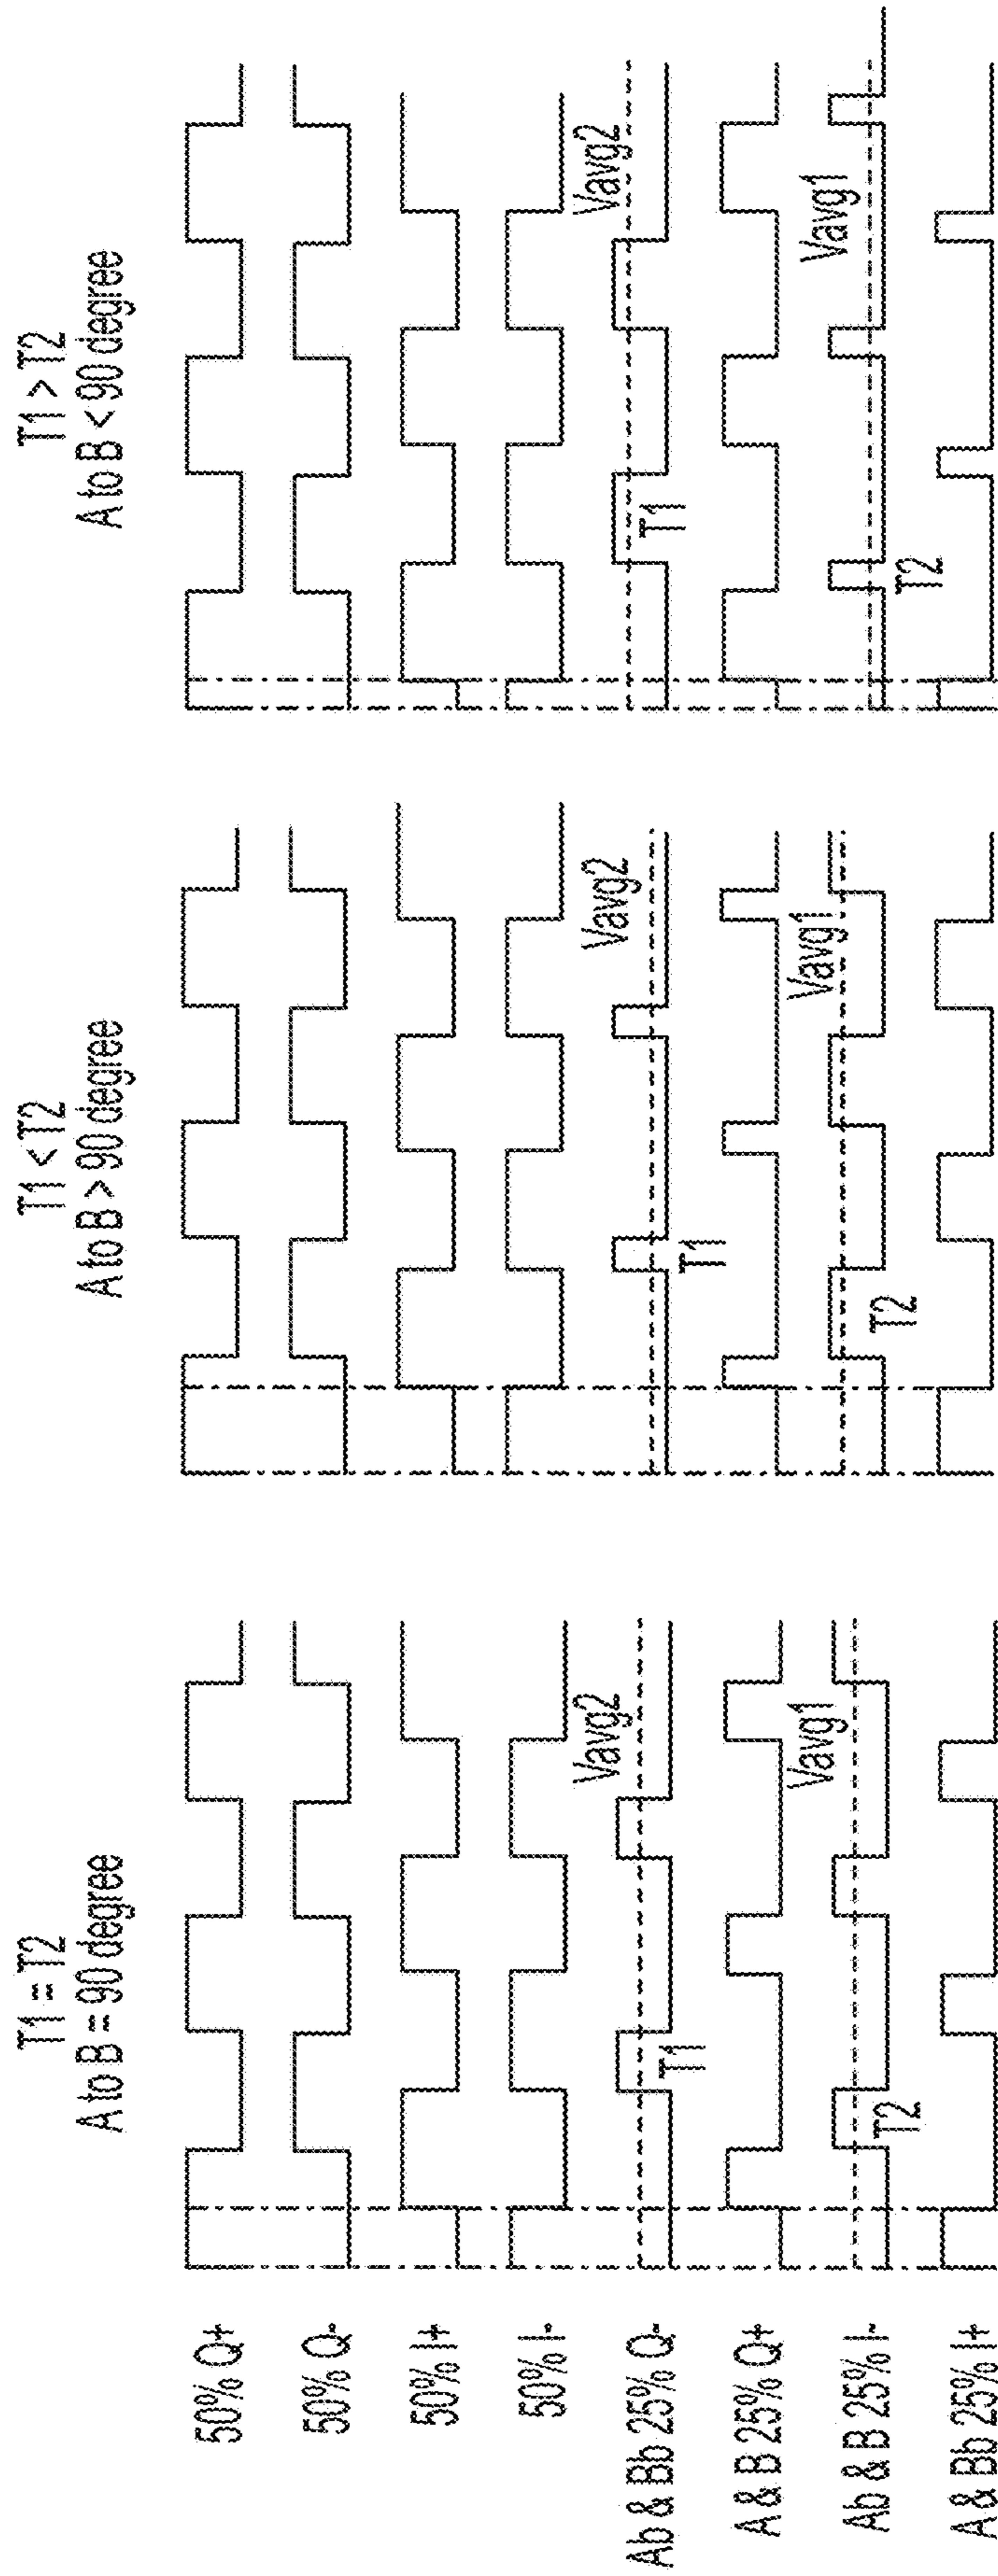 50% Q+
50% Q-
50% I+
50% I-
Ab & Bb 25% Q-
A & B 25% Q+
Ab & B 25% I-
A & Bb 25% I+
T1 = T2
A to B = 90 degree
Vavg2
T1
Vavg1
T2
T1 < T2
A to B > 90 degree
Vavg2
T1
Vavg1
T2
T1 > T2
A to B < 90 degree
Vavg2
T1
Vavg1
T2